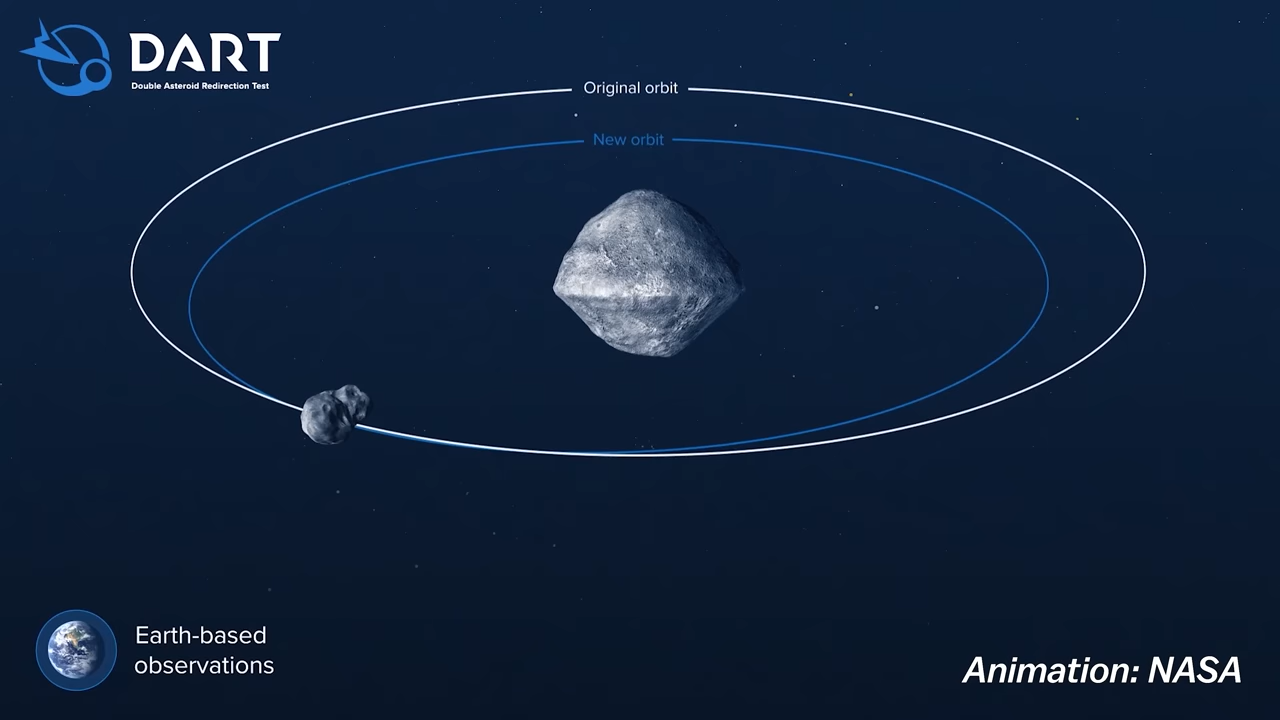 DART
Double Asteroid Redirection Test
Original orbit
New orbit
Earth-based
observations
Animation: NASA